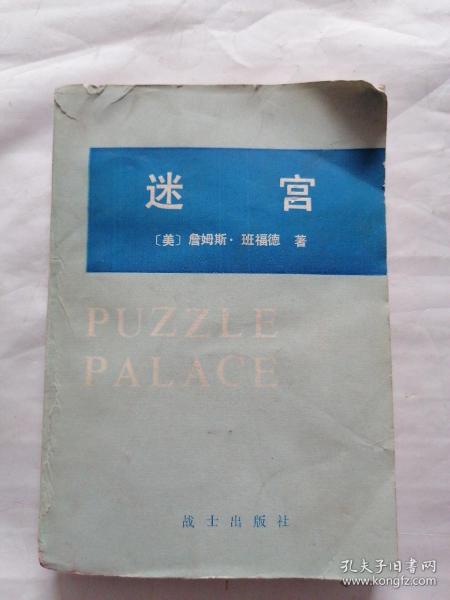 迷宫
〔美〕詹姆斯·班福德 著
PUZZLE
PALACE
战士出版社
孔夫子旧书网
www.kongfz.com